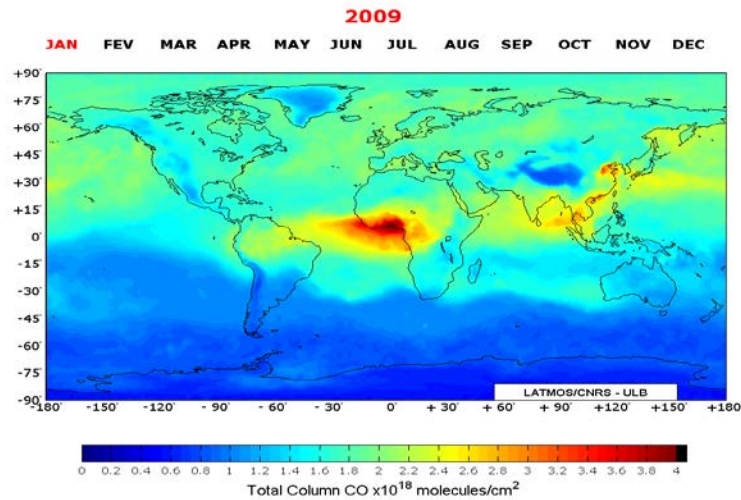 2009
JAN FEV MAR APR MAY JUN JUL AUG SEP OCT NOV DEC
+90°
+75°
+60°
+45°
+30°
+15°
0°
-15°
-30°
-45°
-60°
-75°
-90°
LATMOS/CNRS - ULB
-180° -150° -120° - 90° - 60° - 30° 0° + 30° + 60° + 90° +120° +150° +180°
0 0.2 0.4 0.6 0.8 1 1.2 1.4 1.6 1.8 2 2.2 2.4 2.6 2.8 3 3.2 3.4 3.6 3.8 4
Total Column CO x10¹⁸ molecules/cm²